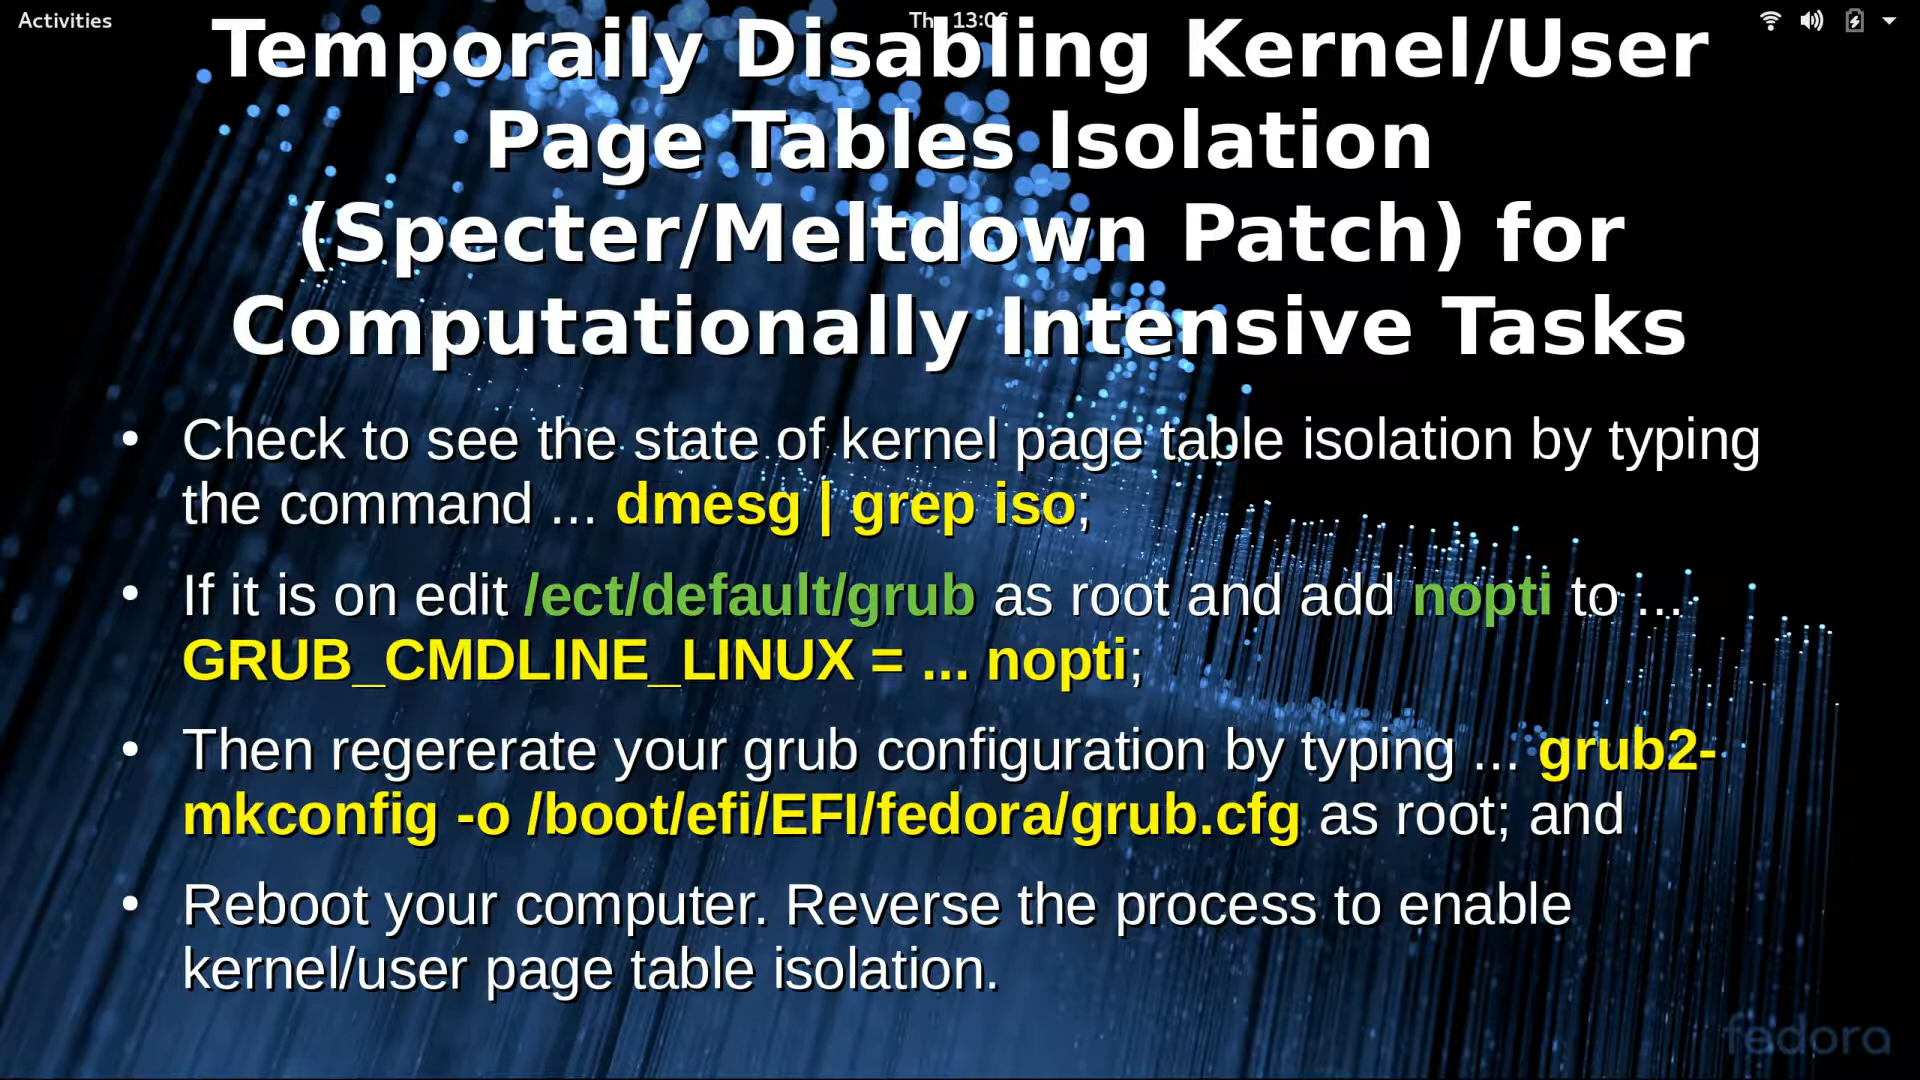 Activities
Thu 13:06
Temporaily Disabling Kernel/User
Page Tables Isolation
(Specter/Meltdown Patch) for
Computationally Intensive Tasks
• Check to see the state of kernel page table isolation by typing
the command ... dmesg | grep iso;
• If it is on edit /ect/default/grub as root and add nopti to ...
GRUB_CMDLINE_LINUX = ... nopti;
• Then regererate your grub configuration by typing ... grub2-
mkconfig -o /boot/efi/EFI/fedora/grub.cfg as root; and
• Reboot your computer. Reverse the process to enable
kernel/user page table isolation.
fedora